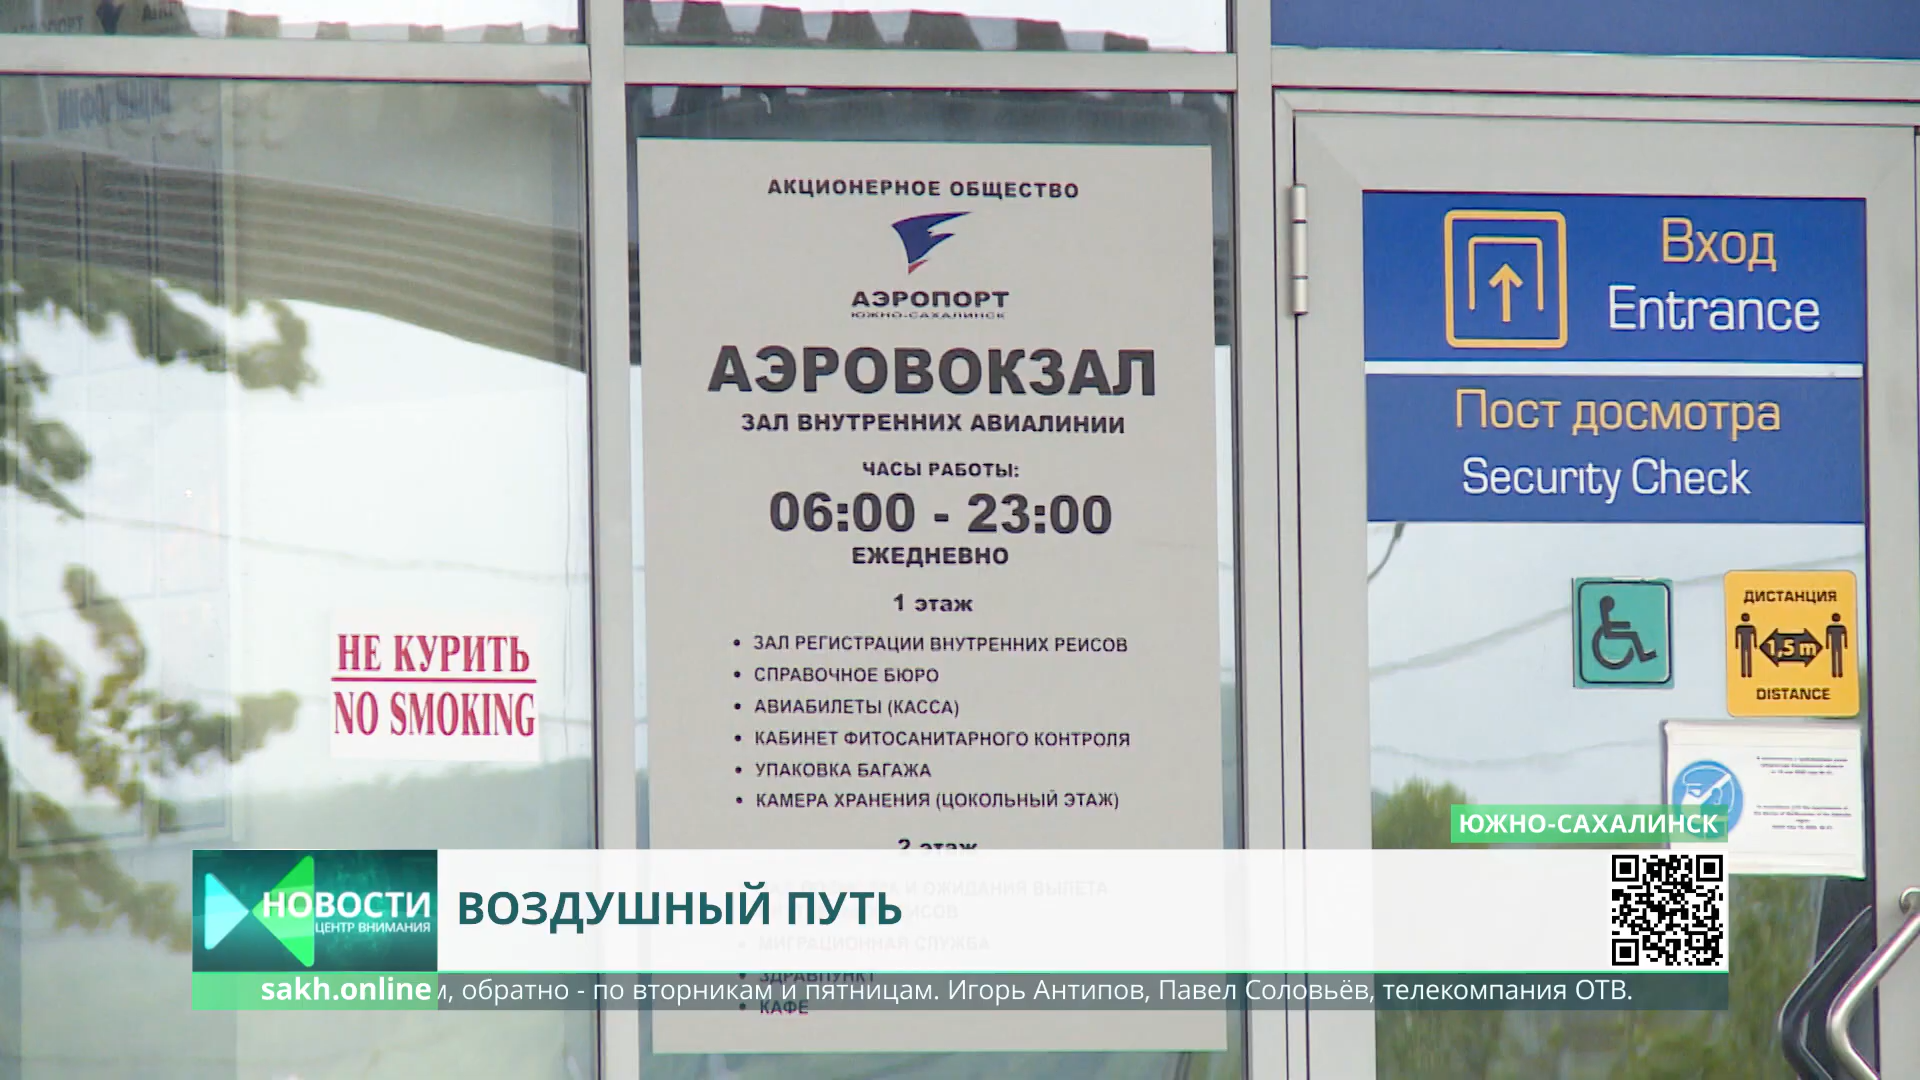 АКЦИОНЕРНОЕ ОБЩЕСТВО
АЭРОПОРТ
ЮЖНО-САХАЛИНСК
АЭРОВОКЗАЛ
ЗАЛ ВНУТРЕННИХ АВИАЛИНИИ
ЧАСЫ РАБОТЫ:
06:00 - 23:00
ЕЖЕДНЕВНО
1 этаж
• ЗАЛ РЕГИСТРАЦИИ ВНУТРЕННИХ РЕИСОВ
• СПРАВОЧНОЕ БЮРО
• АВИАБИЛЕТЫ (КАССА)
• КАБИНЕТ ФИТОСАНИТАРНОГО КОНТРОЛЯ
• УПАКОВКА БАГАЖА
• КАМЕРА ХРАНЕНИЯ (ЦОКОЛЬНЫЙ ЭТАЖ)
2 этаж
И ОЖИДАНИЯ ВЫЛЕТА
• МИГРАЦИОННАЯ СЛУЖБА
• ЗДРАВПУНКТ
• КАФЕ
НЕ КУРИТЬ
NO SMOKING
Вход
Entrance
Пост досмотра
Security Check
ДИСТАНЦИЯ
1,5 m
DISTANCE
ЮЖНО-САХАЛИНСК
НОВОСТИ
ЦЕНТР ВНИМАНИЯ
ВОЗДУШНЫЙ ПУТЬ
sakh.online
, обратно - по вторникам и пятницам. Игорь Антипов, Павел Соловьёв, телекомпания ОТВ.